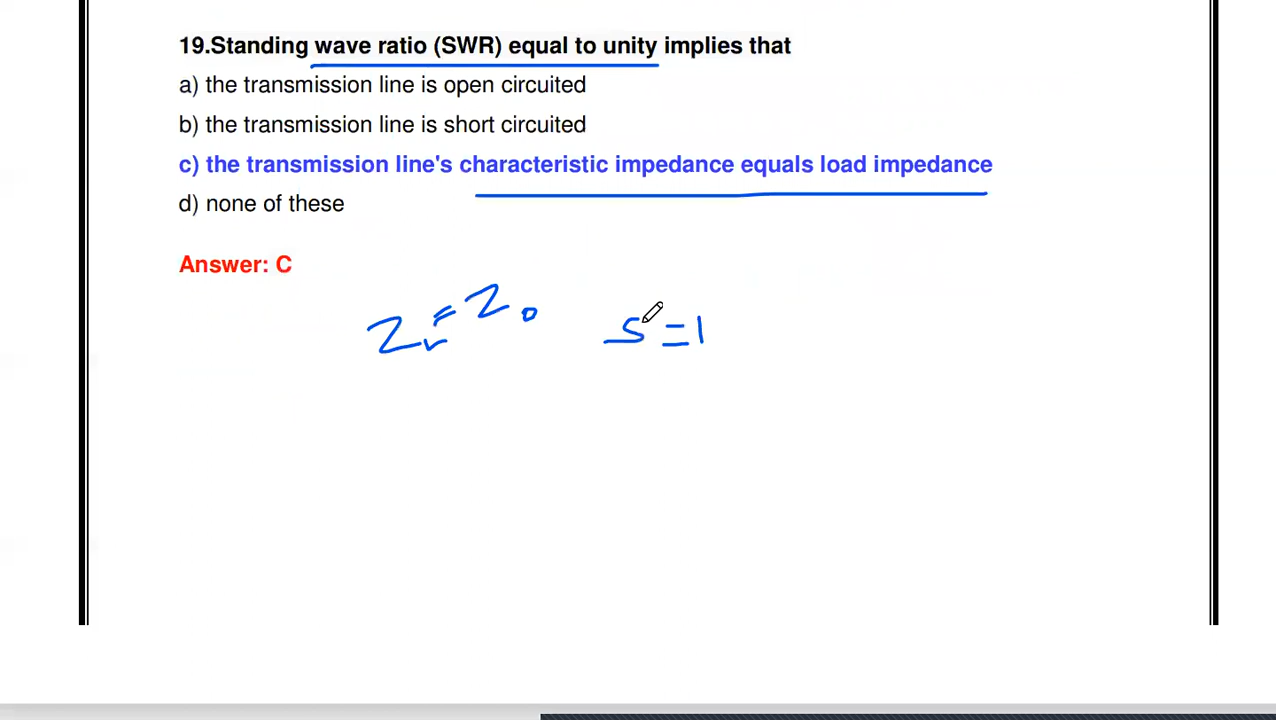 19.Standing wave ratio (SWR) equal to unity implies that
a) the transmission line is open circuited
b) the transmission line is short circuited
c) the transmission line's characteristic impedance equals load impedance
d) none of these
Answer: C
Zr = Z0 S=1